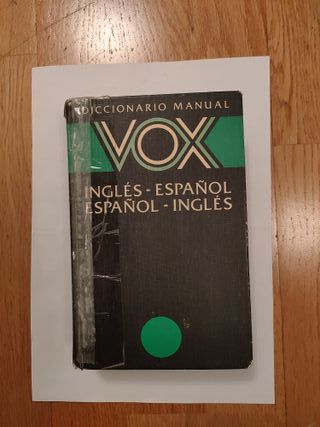 DICCIONARIO MANUAL
VOX
INGLÉS - ESPAÑOL
ESPAÑOL - INGLÉS